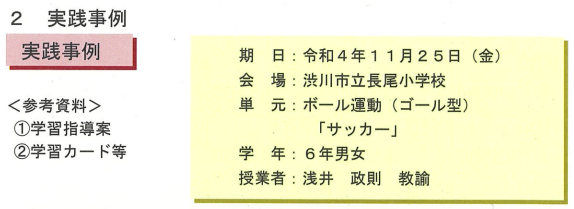 ２　実践事例
実践事例
＜参考資料＞
①学習指導案
②学習カード等
期　日：令和４年１１月２５日（金）
会　場：渋川市立長尾小学校
単　元：ボール運動（ゴール型）
「サッカー」
学　年：６年男女
授業者：浅井　政則　教諭